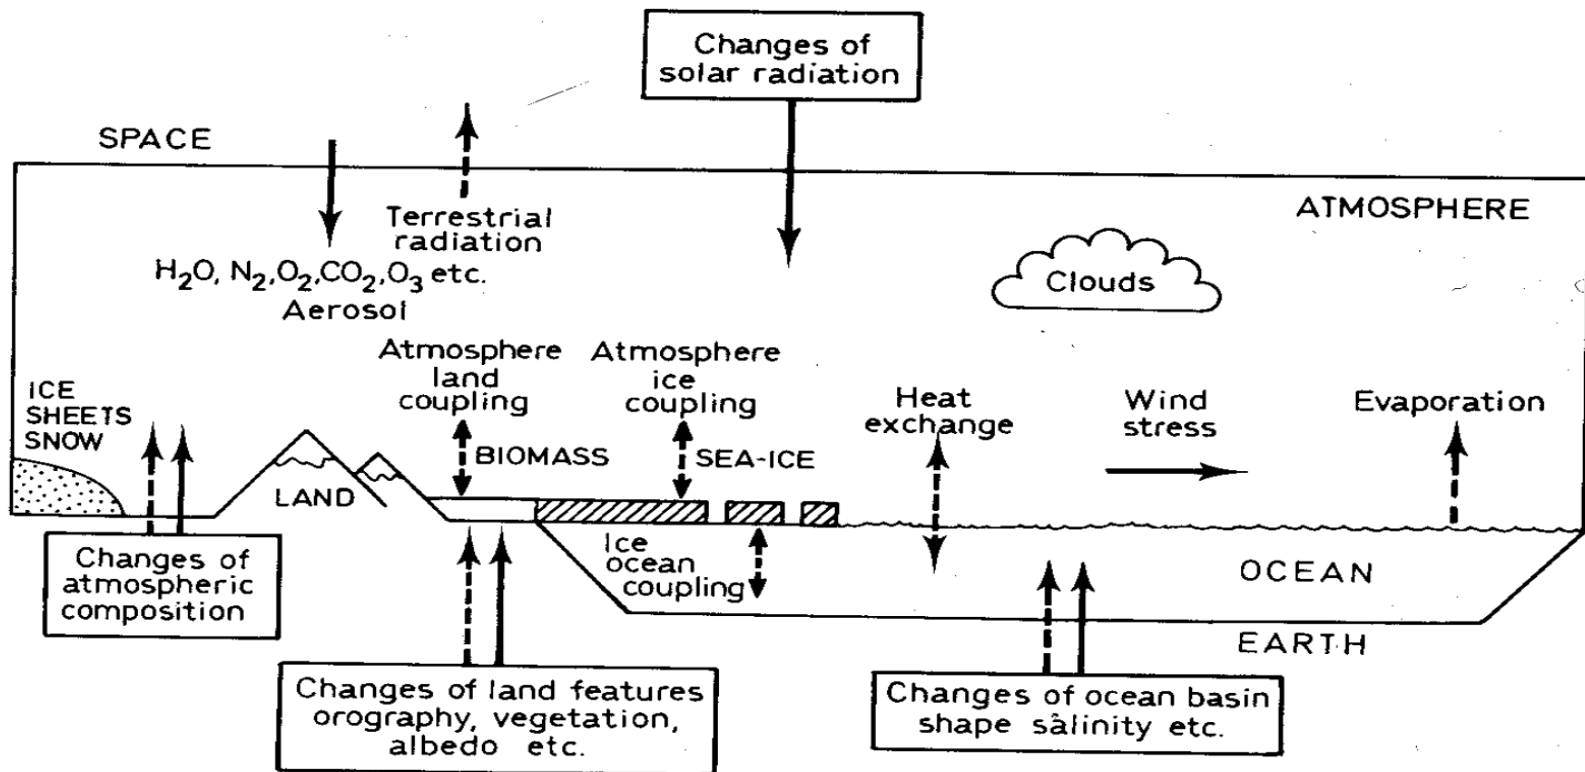 Changes of
solar radiation
SPACE
ATMOSPHERE
Terrestrial
radiation
H₂O, N₂,O₂,CO₂,O₃ etc.
Aerosol
Clouds
Atmosphere
land
coupling
Atmosphere
ice
coupling
ICE
SHEETS
SNOW
Heat
exchange
Wind
stress
Evaporation
BIOMASS
SEA-ICE
LAND
Ice
ocean
coupling
OCEAN
EARTH
Changes of
atmospheric
composition
Changes of land features
orography, vegetation,
albedo etc.
Changes of ocean basin
shape salinity etc.